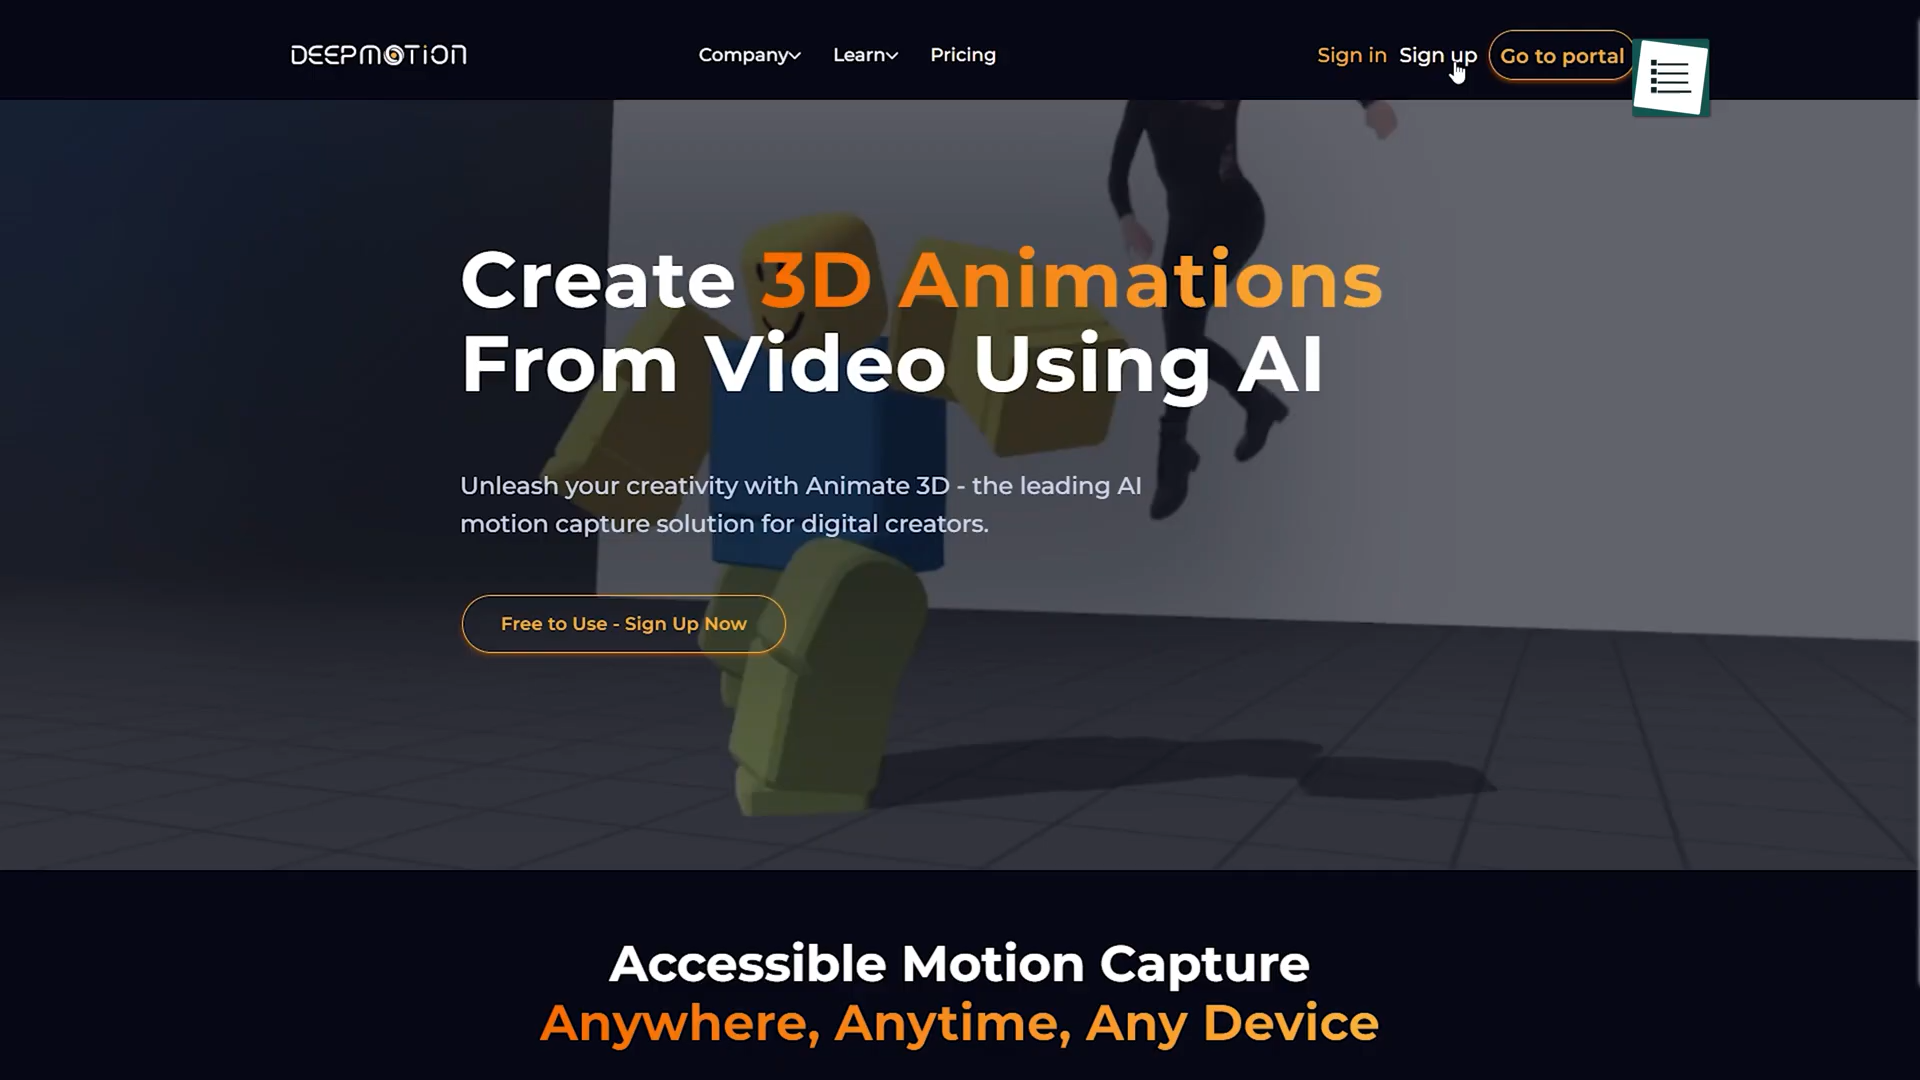 DEEPMOTION
Company
Learn
Pricing
Sign in
Sign up
Go to portal
Create 3D Animations
From Video Using AI
Unleash your creativity with Animate 3D - the leading AI
motion capture solution for digital creators.
Free to Use - Sign Up Now
Accessible Motion Capture
Anywhere, Anytime, Any Device